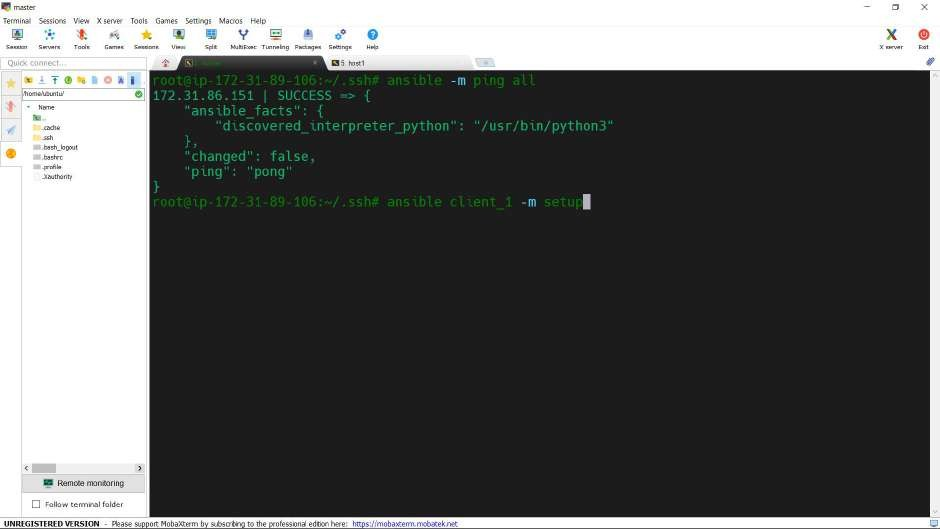 master
Terminal Sessions View X server Tools Games Settings Macros Help
Session Servers Tools Games Sessions View Split MultiExec Tunneling Packages Settings Help X server Exit
Quick connect...
5. host1
/home/ubuntu/
Name
..
.cache
.ssh
.bash_logout
.bashrc
.profile
.Xauthority
root@ip-172-31-89-106:~/.ssh# ansible -m ping all
172.31.86.151 | SUCCESS => {
"ansible_facts": {
"discovered_interpreter_python": "/usr/bin/python3"
},
"changed": false,
"ping": "pong"
}
root@ip-172-31-89-106:~/.ssh# ansible client_1 -m setup
Remote monitoring
Follow terminal folder
UNREGISTERED VERSION - Please support MobaXterm by subscribing to the professional edition here: https://mobaxterm.mobatek.net